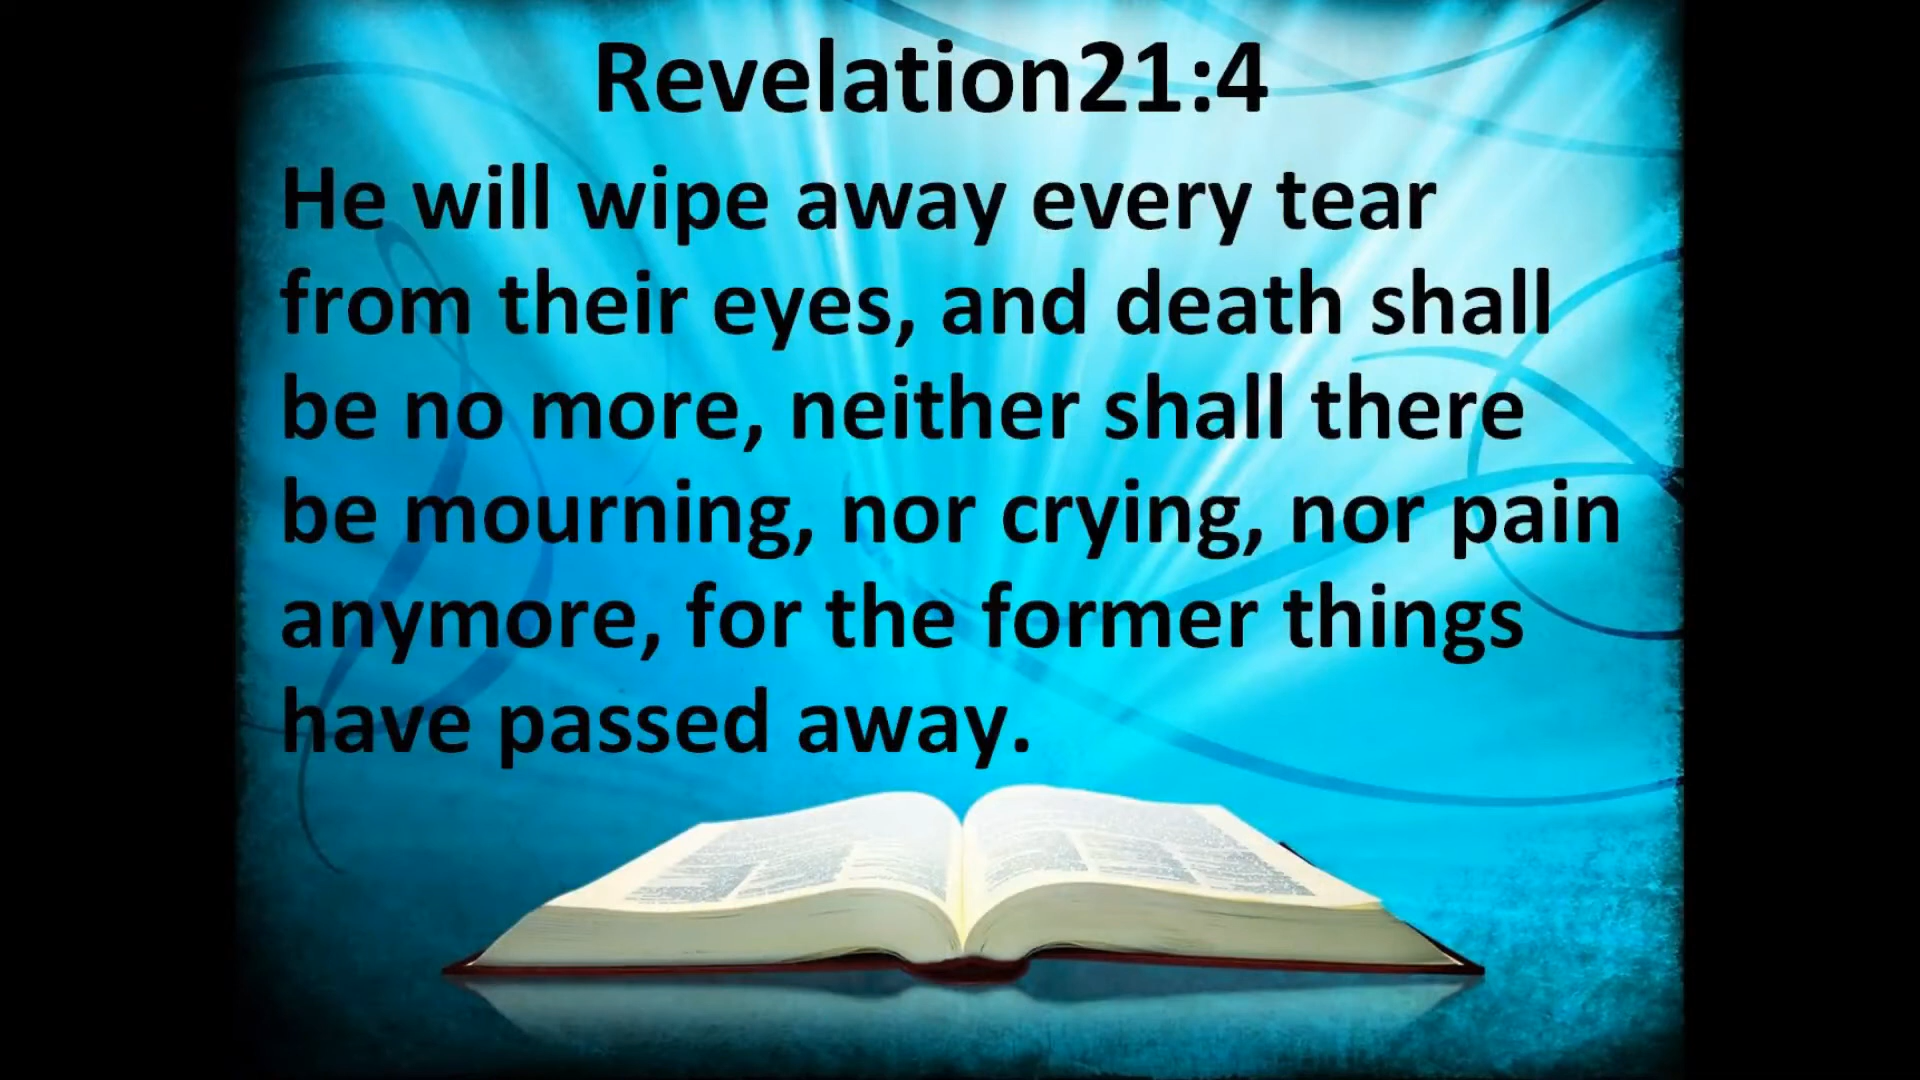 Revelation21:4
He will wipe away every tear
from their eyes, and death shall
be no more, neither shall there
be mourning, nor crying, nor pain
anymore, for the former things
have passed away.